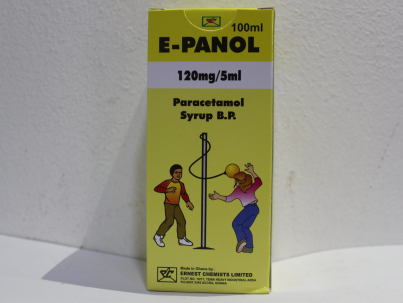 100ml
E-PANOL
120mg/5ml
Paracetamol
Syrup B.P.
Made in Ghana by:
ERNEST CHEMISTS LIMITED